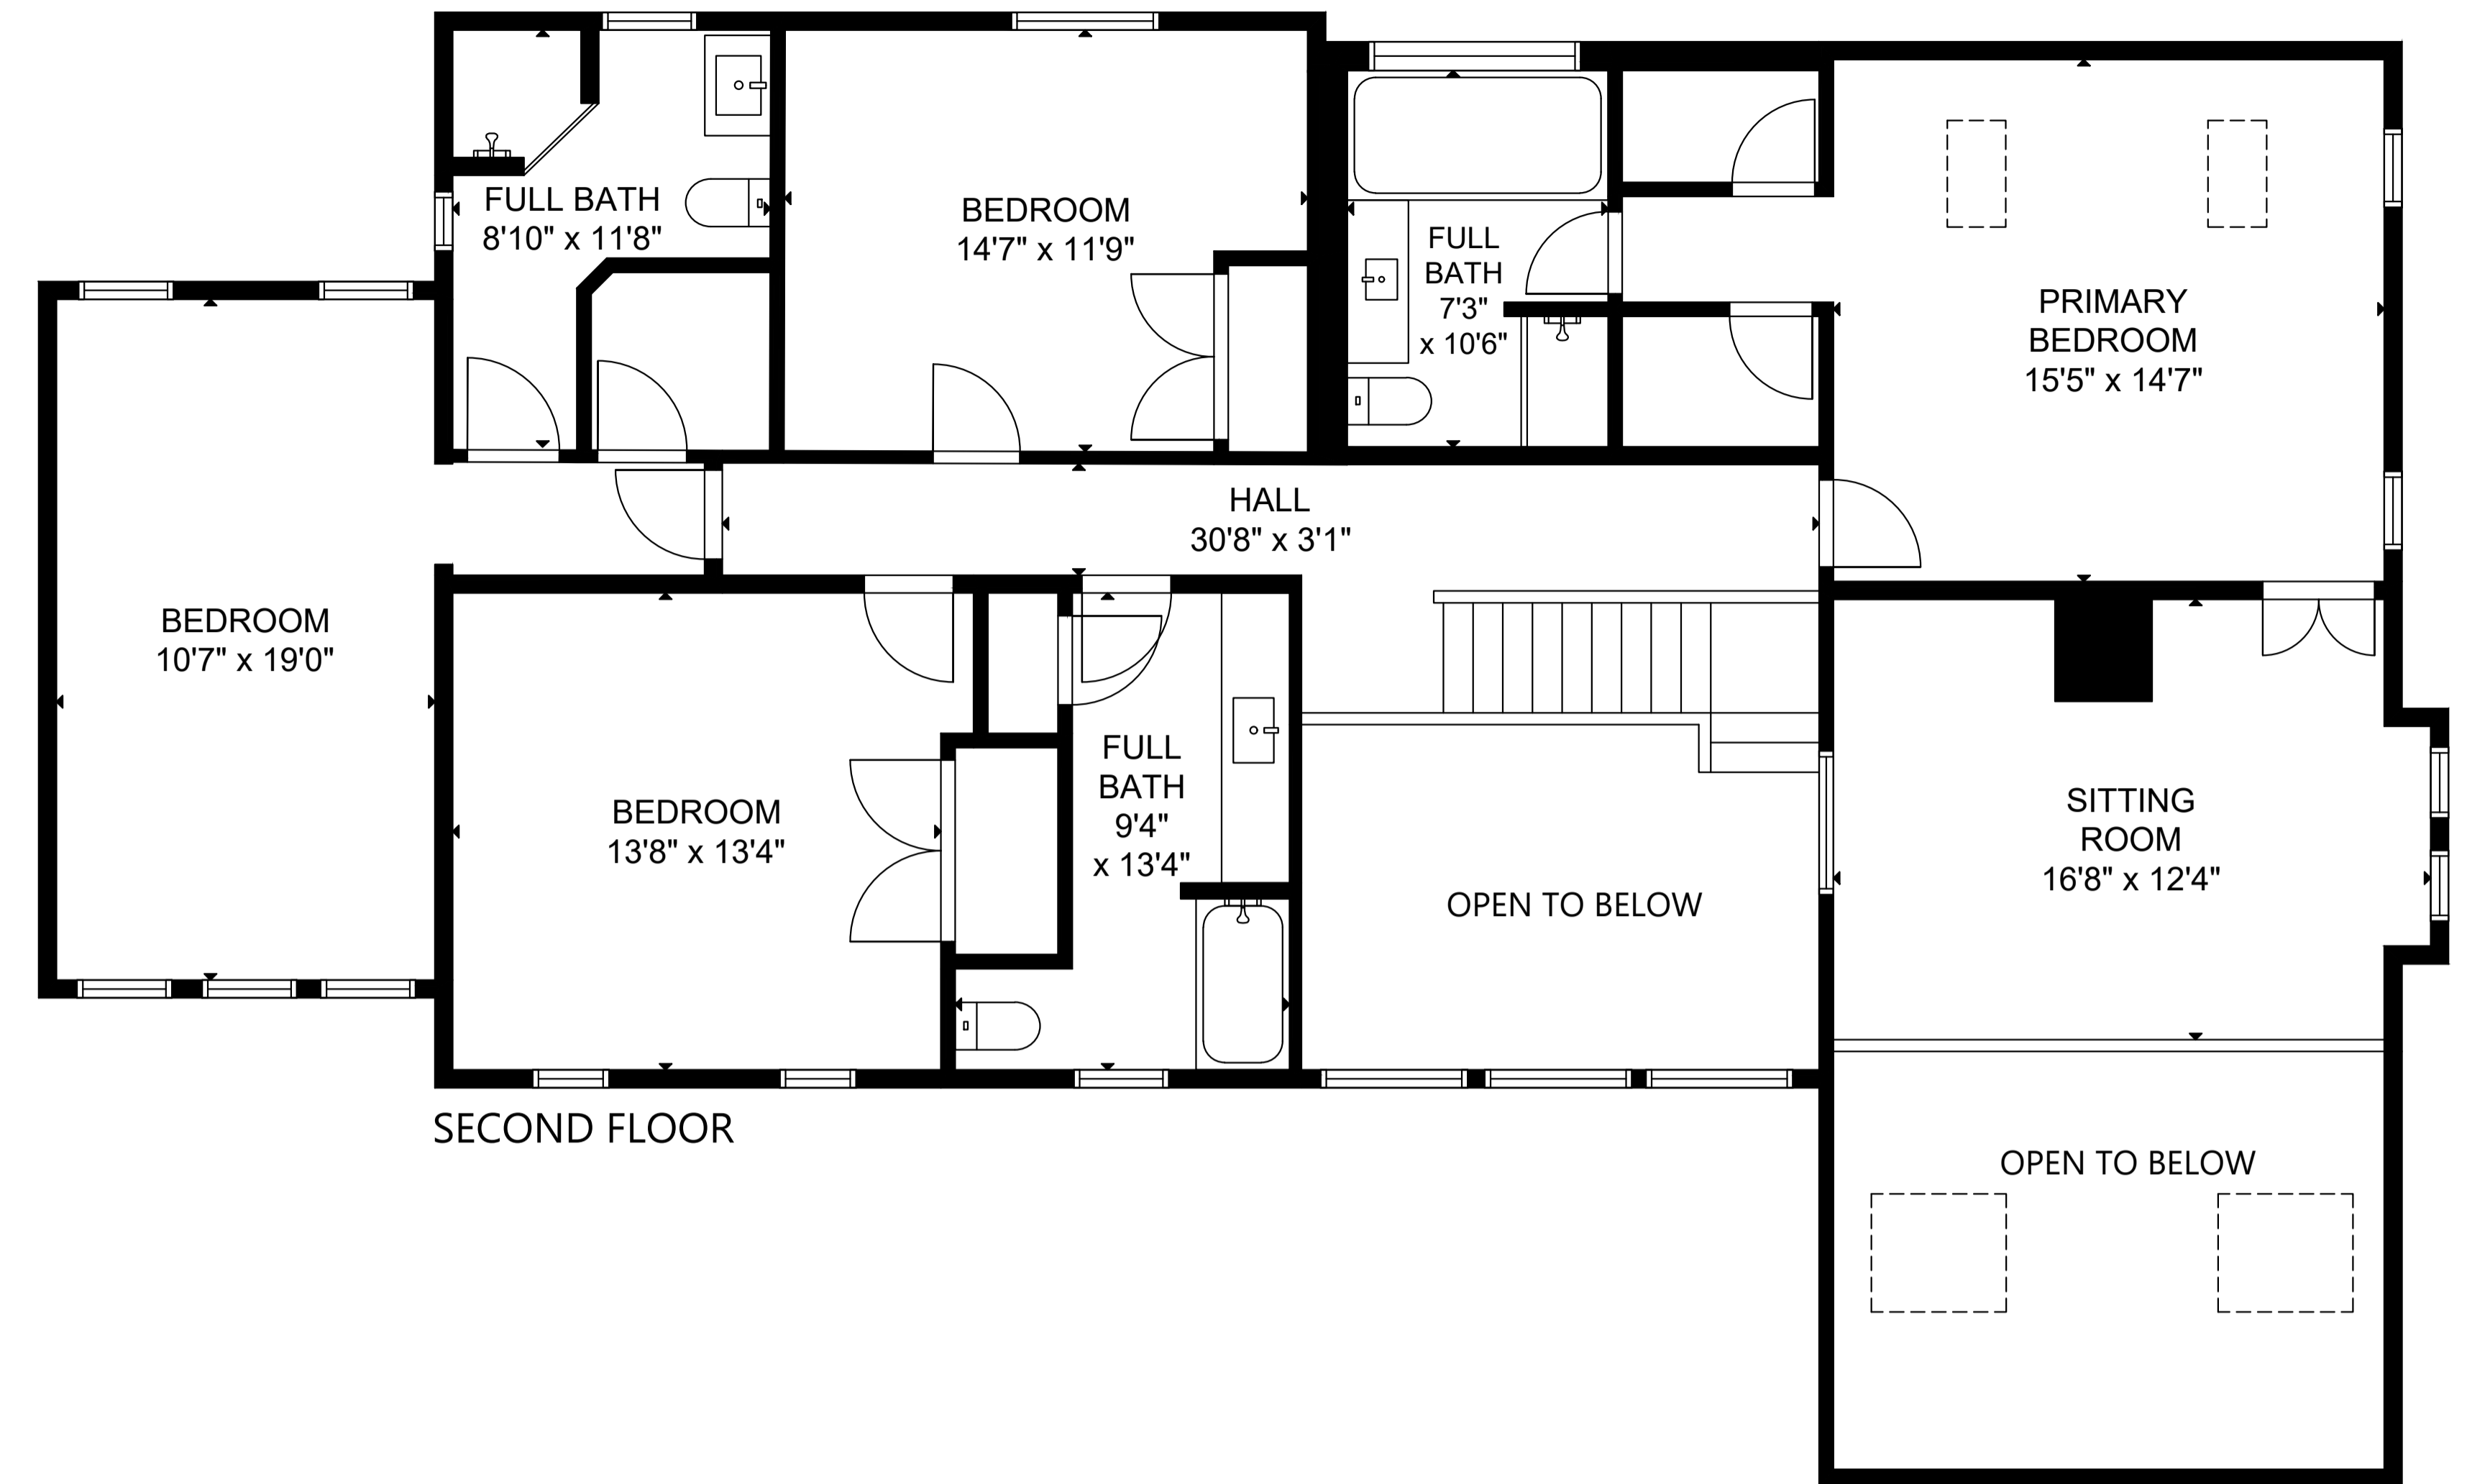 FULL BATH
8'10" x 11'8"
BEDROOM
14'7" x 11'9"
FULL
BATH
7'3"
x 10'6"
PRIMARY
BEDROOM
15'5" x 14'7"
HALL
30'8" x 3'1"
BEDROOM
10'7" x 19'0"
BEDROOM
13'8" x 13'4"
FULL
BATH
9'4"
x 13'4"
OPEN TO BELOW
SITTING
ROOM
16'8" x 12'4"
SECOND FLOOR
OPEN TO BELOW